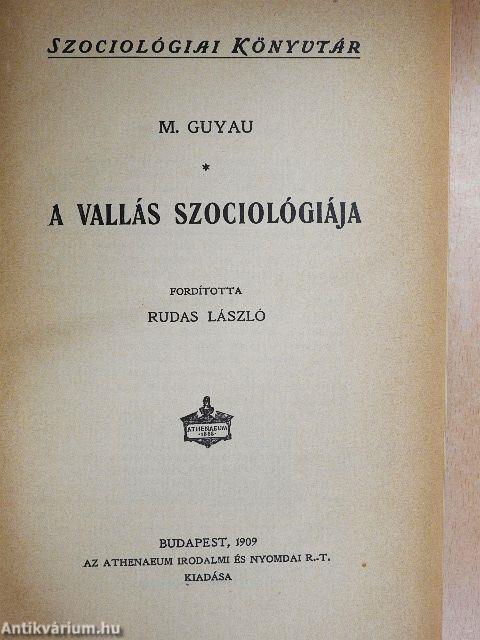 SZOCIOLÓGIAI KÖNYVTÁR
M. GUYAU
*
A VALLÁS SZOCIOLÓGIÁJA
FORDÍTOTTA
RUDAS LÁSZLÓ
ATHENAEUM
BUDAPEST, 1909
AZ ATHENAEUM IRODALMI ÉS NYOMDAI R.-T.
KIADÁSA
Antikvárium.hu